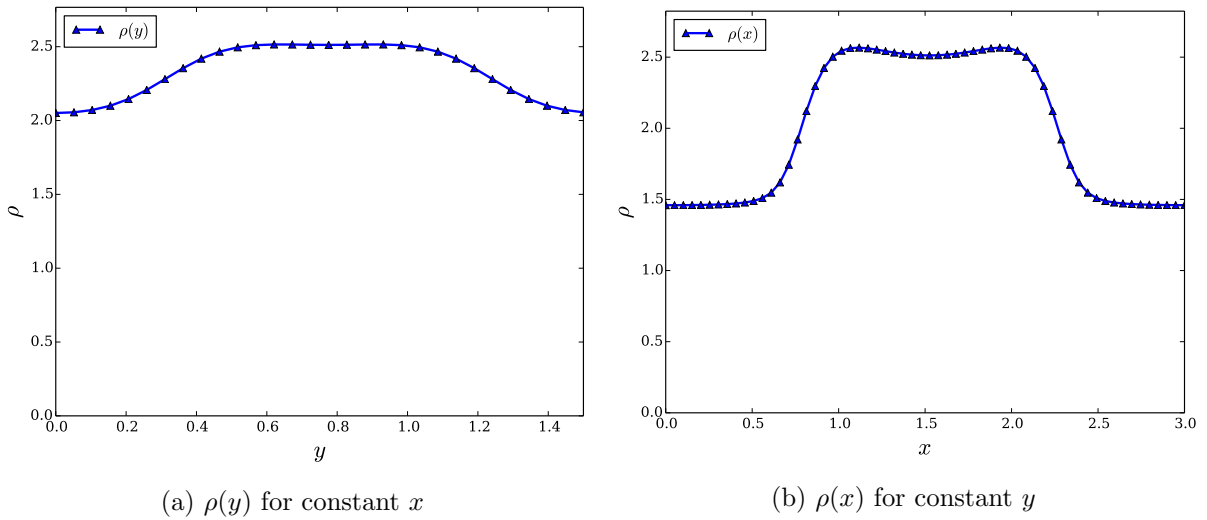 ρ(y)
2.5
2.0
1.5
1.0
0.5
0.0
ρ
0.0 0.2 0.4 0.6 0.8 1.0 1.2 1.4
y
(a) ρ(y) for constant x
ρ(x)
2.5
2.0
1.5
1.0
0.5
0.0
ρ
0.0 0.5 1.0 1.5 2.0 2.5 3.0
x
(b) ρ(x) for constant y